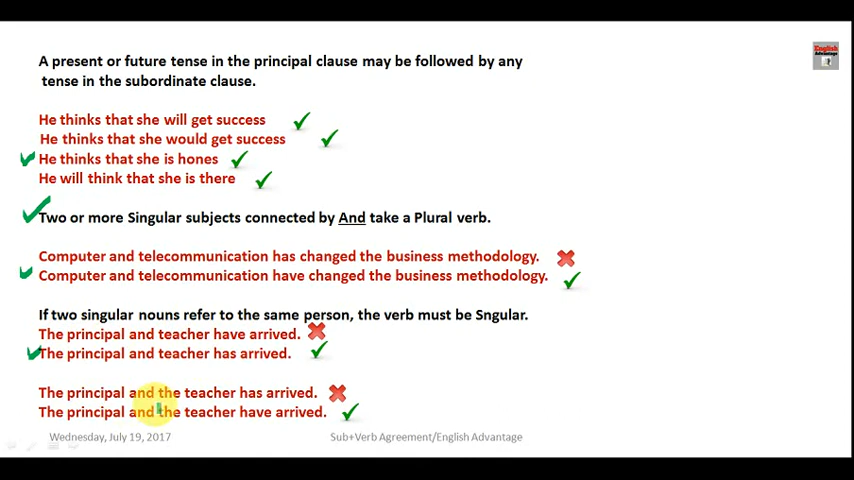 English
Advantage
A present or future tense in the principal clause may be followed by any
tense in the subordinate clause.
He thinks that she will get success
He thinks that she would get success
He thinks that she is hones
He will think that she is there
Two or more Singular subjects connected by And take a Plural verb.
Computer and telecommunication has changed the business methodology.
Computer and telecommunication have changed the business methodology.
If two singular nouns refer to the same person, the verb must be Sngular.
The principal and teacher have arrived.
The principal and teacher has arrived.
The principal and the teacher has arrived.
The principal and the teacher have arrived.
Wednesday, July 19, 2017
Sub+Verb Agreement/English Advantage